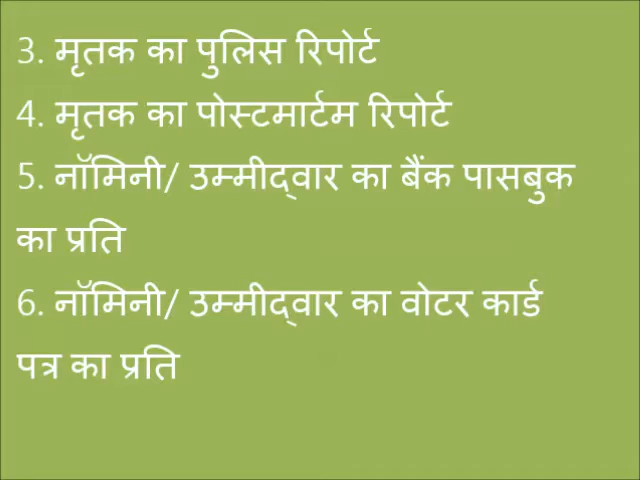 3. मृतक का पुलिस रिपोर्ट
4. मृतक का पोस्टमार्टम रिपोर्ट
5. नॉमिनी/ उम्मीद्वार का बैंक पासबुक
का प्रति
6. नॉमिनी/ उम्मीद्वार का वोटर कार्ड
पत्र का प्रति